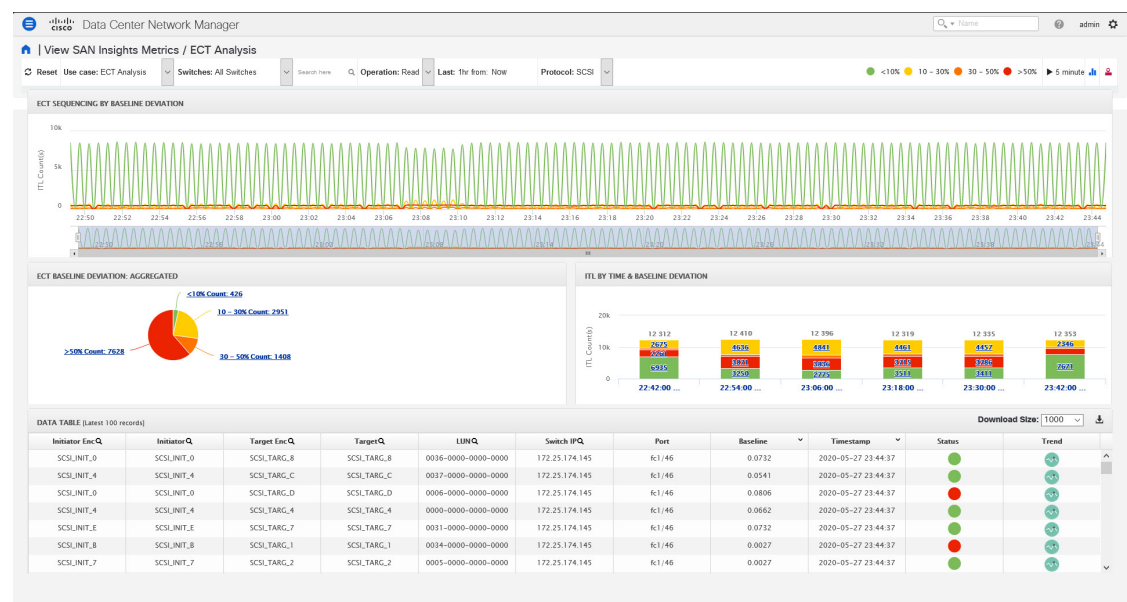 cisco Data Center Network Manager Name admin
| View SAN Insights Metrics / ECT Analysis
Reset Use case: ECT Analysis Switches: All Switches Search here Operation: Read Last: 1hr from: Now Protocol: SCSI <10% 10 - 30% 30 - 50% >50% 5 minute
ECT SEQUENCING BY BASELINE DEVIATION
10k
5k
0
ITL Count(s)
22:50 22:52 22:54 22:56 22:58 23:00 23:02 23:04 23:06 23:08 23:10 23:12 23:14 23:16 23:18 23:20 23:22 23:24 23:26 23:28 23:30 23:32 23:34 23:36 23:38 23:40 23:42 23:44
ECT BASELINE DEVIATION: AGGREGATED
<10% Count: 426
10 - 30% Count: 2951
>50% Count: 7628
30 - 50% Count: 1408
ITL BY TIME & BASELINE DEVIATION
20k
10k
0
ITL Count(s)
12 312 12 410 12 396 12 319 12 335 12 353
2675 4636 4841 4461 4457 2346
2261 3871 3715 3786
6935 3250 2775 3511 3411 7671
22:42:00 ... 22:54:00 ... 23:06:00 ... 23:18:00 ... 23:30:00 ... 23:42:00 ...
DATA TABLE [Latest 100 records] Download Size: 1000
Initiator Enc Initiator Target Enc Target LUN Switch IP Port Baseline Timestamp Status Trend
SCSI_INIT_0 SCSI_INIT_0 SCSI_TARG_8 SCSI_TARG_8 0036-0000-0000-0000 172.25.174.145 fc1/46 0.0732 2020-05-27 23:44:37
SCSI_INIT_4 SCSI_INIT_4 SCSI_TARG_C SCSI_TARG_C 0037-0000-0000-0000 172.25.174.145 fc1/46 0.0541 2020-05-27 23:44:37
SCSI_INIT_0 SCSI_INIT_0 SCSI_TARG_D SCSI_TARG_D 0006-0000-0000-0000 172.25.174.145 fc1/46 0.0806 2020-05-27 23:44:37
SCSI_INIT_4 SCSI_INIT_4 SCSI_TARG_4 SCSI_TARG_4 0000-0000-0000-0000 172.25.174.145 fc1/46 0.0662 2020-05-27 23:44:37
SCSI_INIT_E SCSI_INIT_E SCSI_TARG_7 SCSI_TARG_7 0031-0000-0000-0000 172.25.174.145 fc1/46 0.0732 2020-05-27 23:44:37
SCSI_INIT_B SCSI_INIT_B SCSI_TARG_1 SCSI_TARG_1 0034-0000-0000-0000 172.25.174.145 fc1/46 0.0027 2020-05-27 23:44:37
SCSI_INIT_7 SCSI_INIT_7 SCSI_TARG_2 SCSI_TARG_2 0005-0000-0000-0000 172.25.174.145 fc1/46 0.0027 2020-05-27 23:44:37